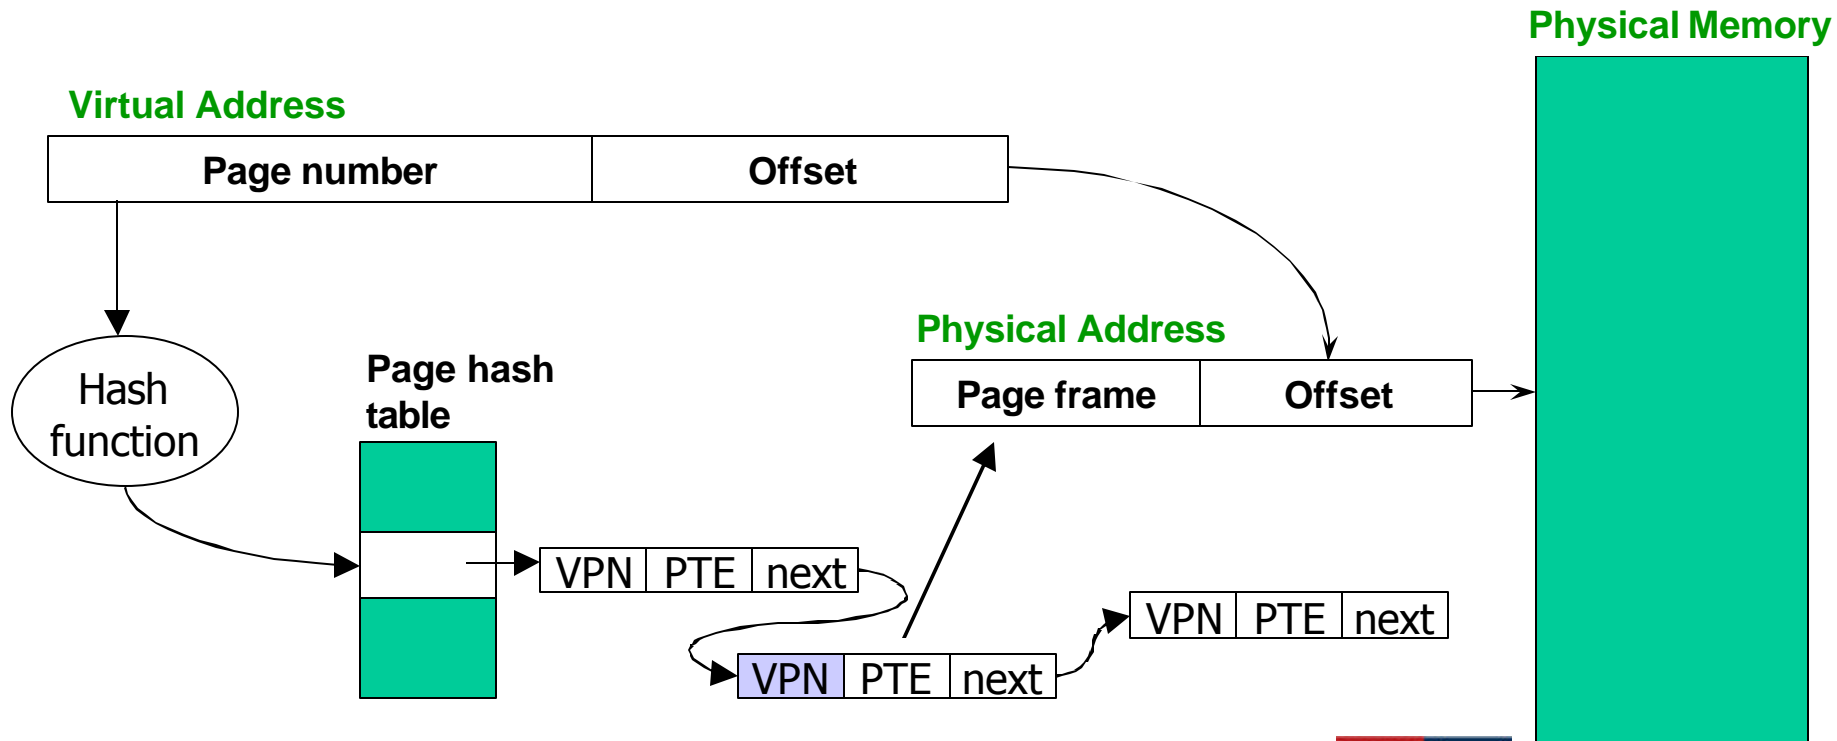 Physical Memory
Virtual Address
Page number Offset
Physical Address
Page hash
table
Hash
function
Page frame Offset
VPN PTE next
VPN PTE next
VPN PTE next